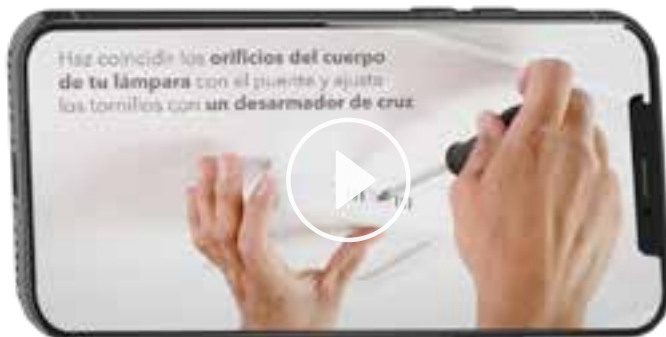 Haz coincidir los orificios del cuerpo
de tu lámpara con el puente y ajusta
los tornillos con un desarmador de cruz